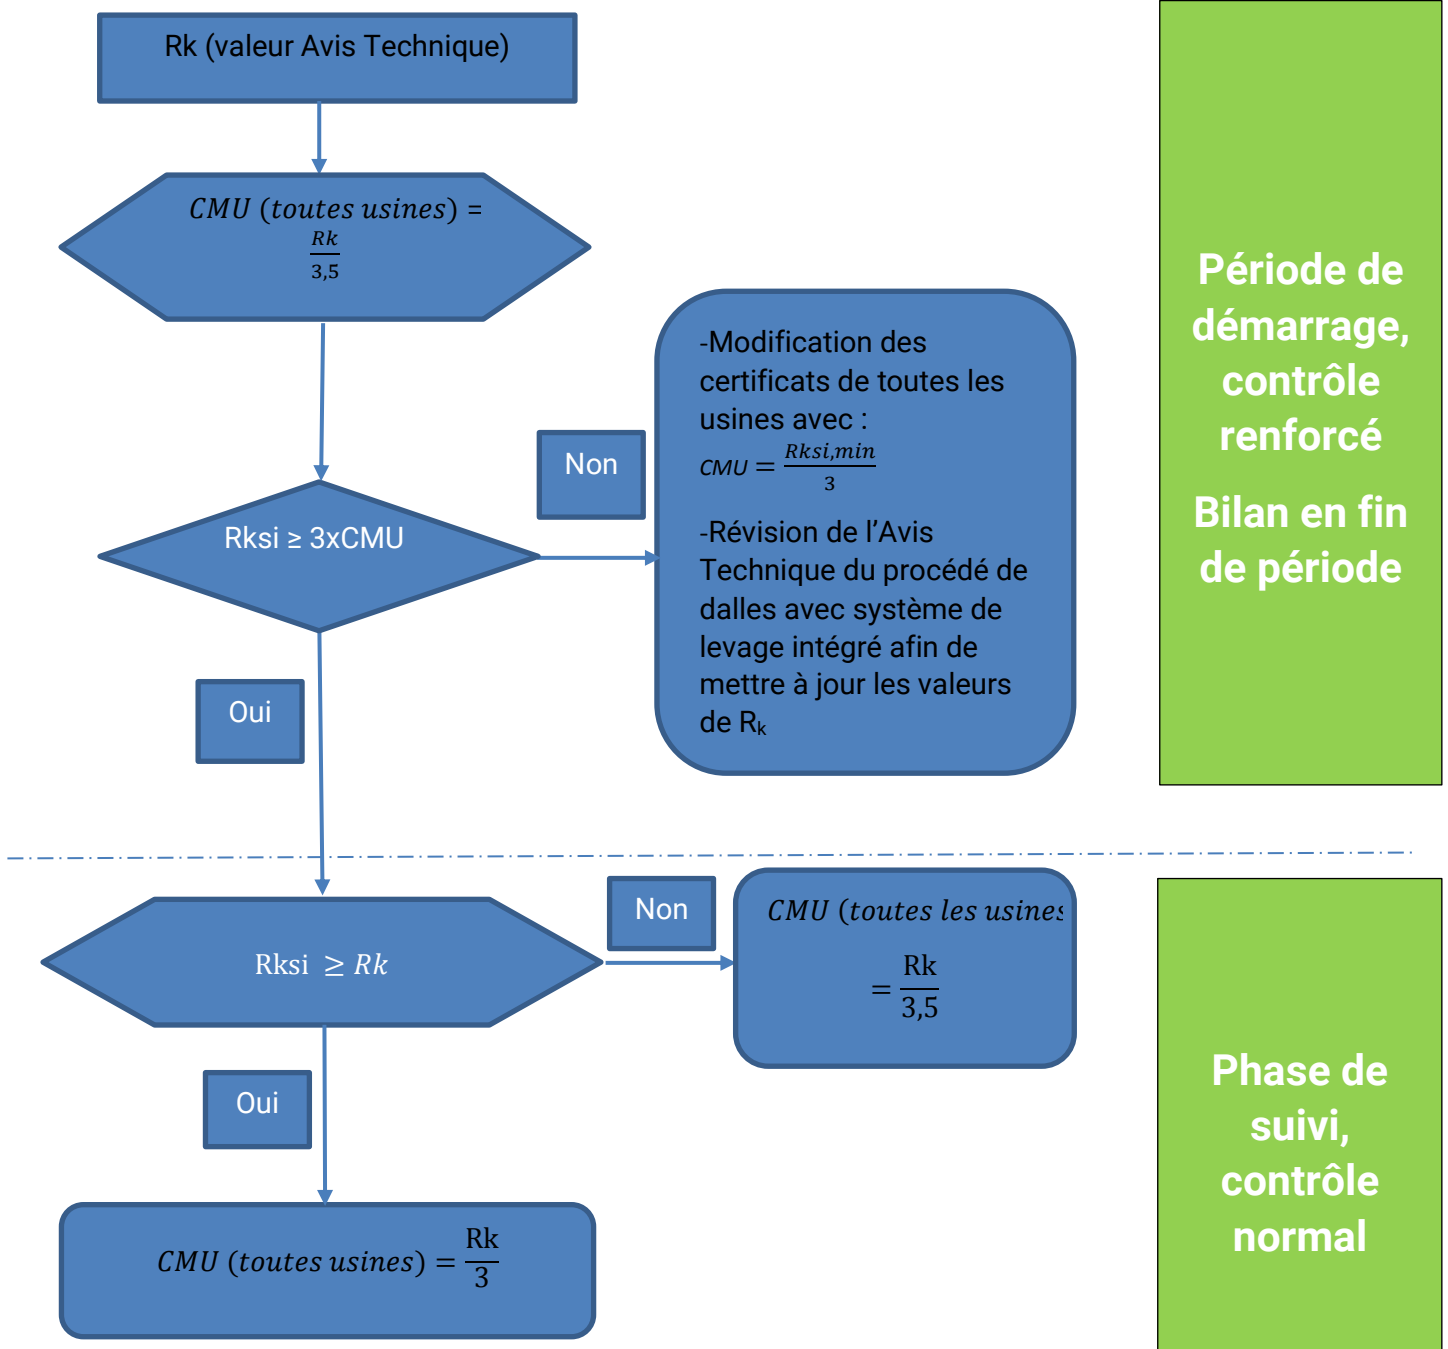 Rk (valeur Avis Technique)
CMU (toutes usines) =
Rk
3,5
-Modification des
certificats de toutes les
usines avec :
CMU = Rksi,min
3
-Révision de l’Avis
Technique du procédé de
dalles avec système de
levage intégré afin de
mettre à jour les valeurs
de Rk
Non
Rksi ≥ 3xCMU
Oui
Période de
démarrage,
contrôle
renforcé
Bilan en fin
de période
Rksi ≥ Rk
Non
CMU (toutes les usines
= Rk
3,5
Oui
CMU (toutes usines) = Rk
3
Phase de
suivi,
contrôle
normal